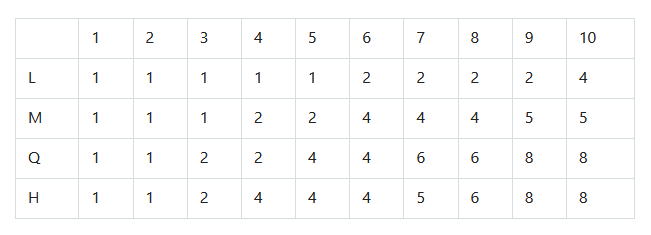 1 2 3 4 5 6 7 8 9 10
L 1 1 1 1 1 2 2 2 2 4
M 1 1 1 2 2 4 4 4 5 5
Q 1 1 2 2 4 4 6 6 8 8
H 1 1 2 4 4 4 5 6 8 8